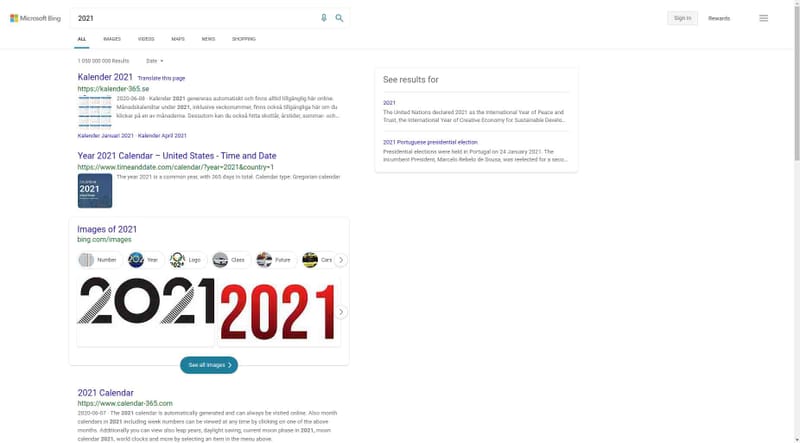 Microsoft Bing
2021
Sign in
Rewards
ALL IMAGES VIDEOS MAPS NEWS SHOPPING
1 050 000 000 Results Date
Kalender 2021 Translate this page
https://kalender-365.se
2020-06-08 · Kalender 2021 genereras automatiskt och finns alltid tillgänglig här online.
Månadskalendrar under 2021, inklusive veckonummer, finns också tillgängliga här om du
klickar på en av månaderna. Dessutom kan du också hitta skottår, årstider, sommar- och...
Kalender Januari 2021 · Kalender April 2021
Year 2021 Calendar – United States - Time and Date
https://www.timeanddate.com/calendar/?year=2021&country=1
2021
The year 2021 is a common year, with 365 days in total. Calendar type: Gregorian calendar
Images of 2021
bing.com/images
Number Year Logo Class Future Cars
2021
2021
See all images
2021 Calendar
https://www.calendar-365.com
2020-06-07 · The 2021 calendar is automatically generated and can always be visited online. Also month
calendars in 2021 including week numbers can be viewed at any time by clicking on one of the above
months. Additionally you can view also leap years, daylight saving, current moon phase in 2021, moon
calendar 2021, world clocks and more by selecting an item in the menu above.
See results for
2021
The United Nations declared 2021 as the International Year of Peace and
Trust, the International Year of Creative Economy for Sustainable Develo...
2021 Portuguese presidential election
Presidential elections were held in Portugal on 24 January 2021. The
incumbent President, Marcelo Rebelo de Sousa, was reelected for a seco...